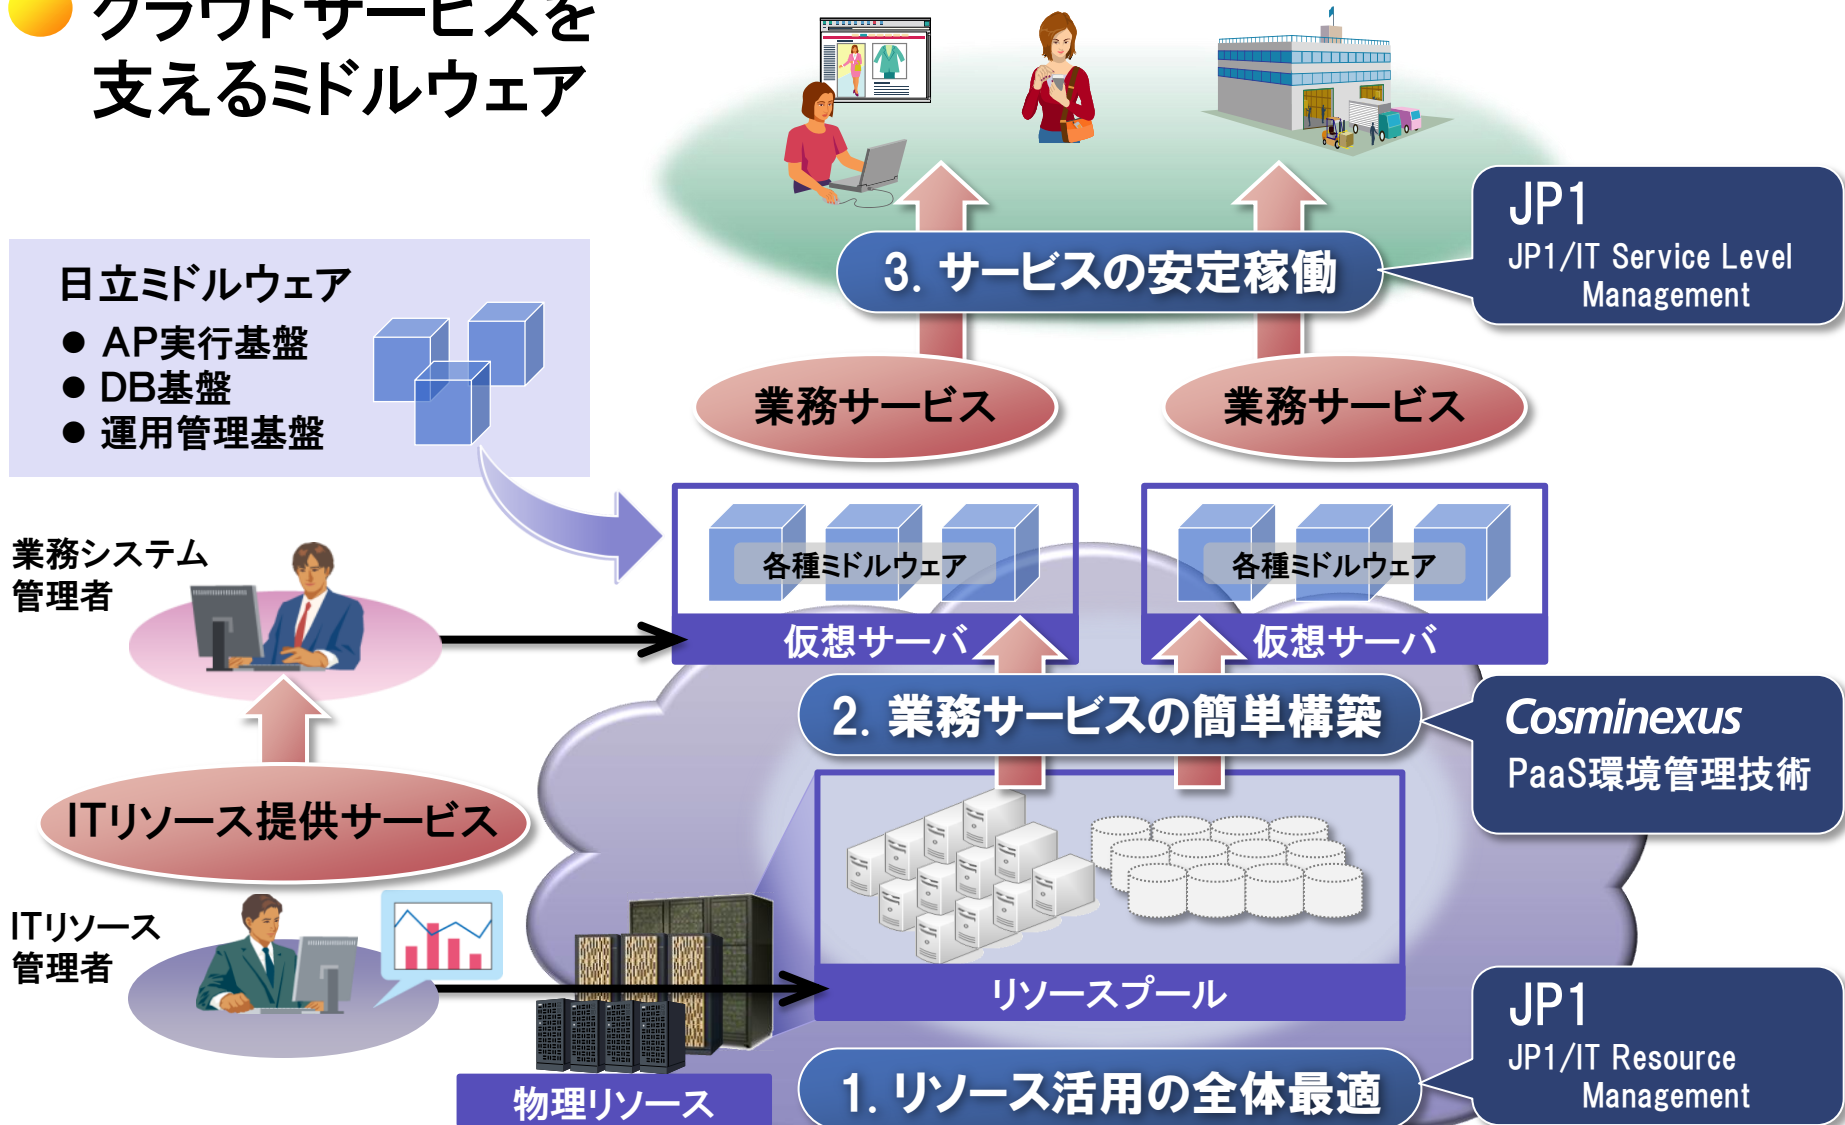 クラウドサービスを
支えるミドルウェア
日立ミドルウェア
● AP実行基盤
● DB基盤
● 運用管理基盤
3. サービスの安定稼働
JP1
JP1/IT Service Level
Management
業務サービス
業務サービス
各種ミドルウェア
各種ミドルウェア
仮想サーバ
仮想サーバ
業務システム
管理者
2. 業務サービスの簡単構築
Cosminexus
PaaS環境管理技術
ITリソース提供サービス
ITリソース
管理者
リソースプール
物理リソース
1. リソース活用の全体最適
JP1
JP1/IT Resource
Management